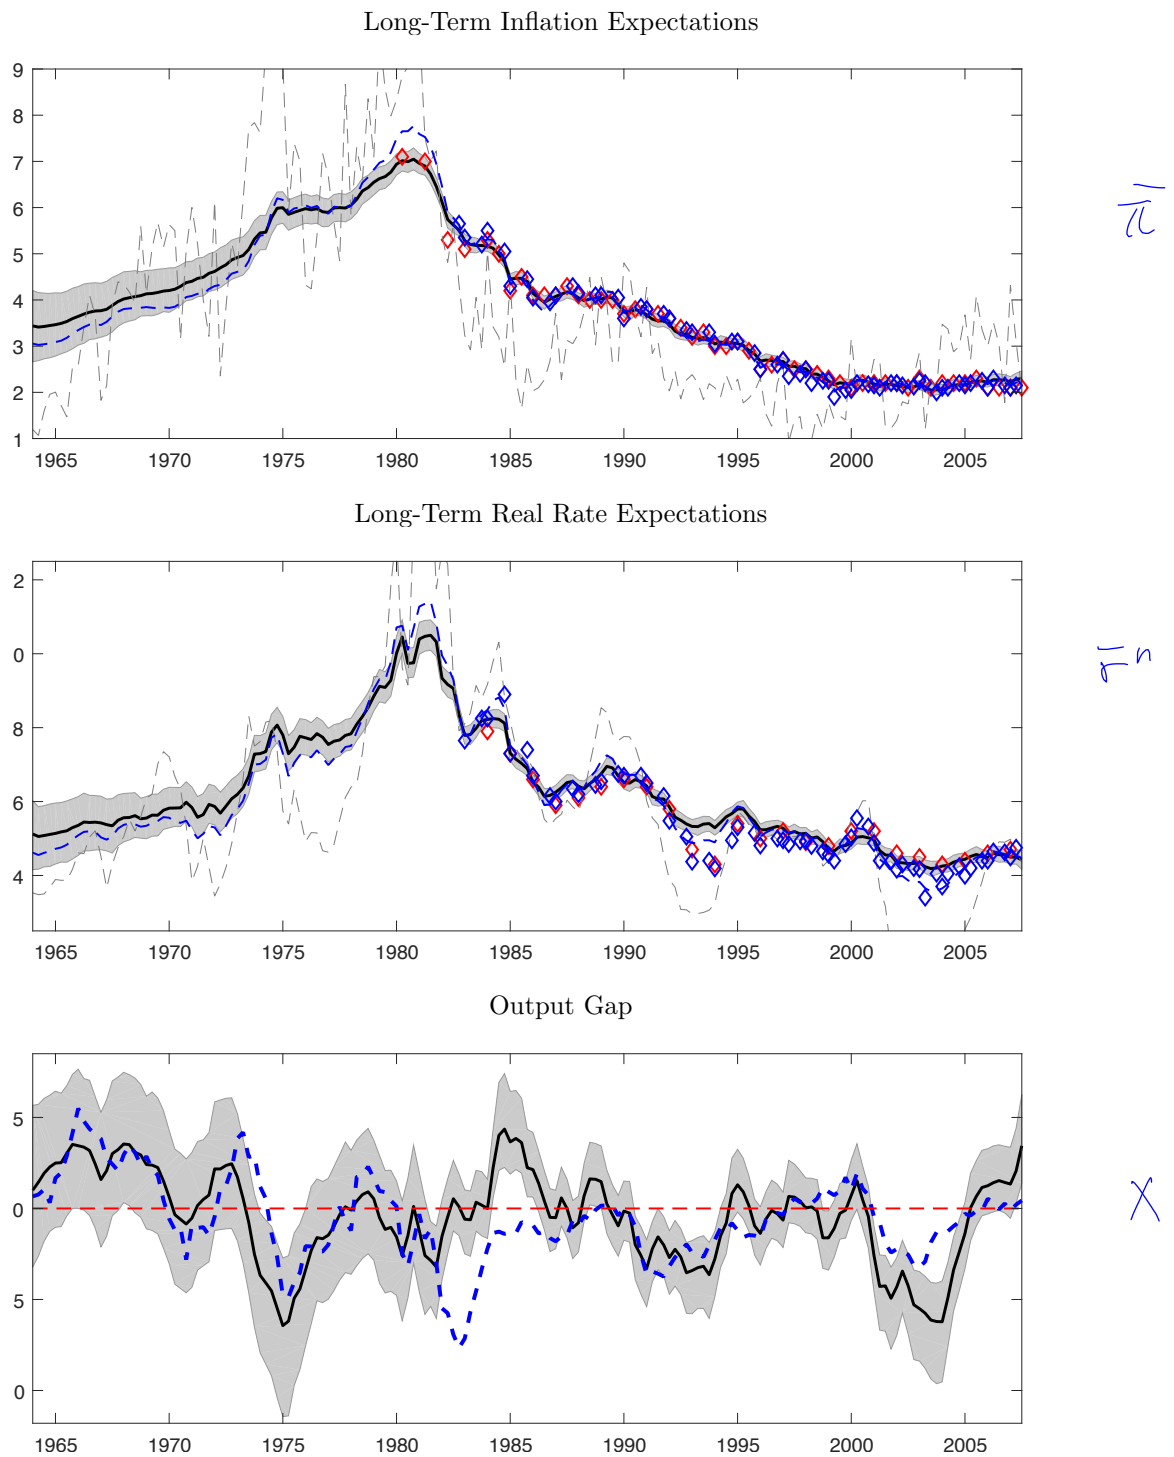 Long-Term Inflation Expectations
9
8
7
6
5
4
3
2
1
1965 1970 1975 1980 1985 1990 1995 2000 2005
π̄
Long-Term Real Rate Expectations
2
0
8
6
4
1965 1970 1975 1980 1985 1990 1995 2000 2005
r̄ⁿ
Output Gap
5
0
5
0
1965 1970 1975 1980 1985 1990 1995 2000 2005
x